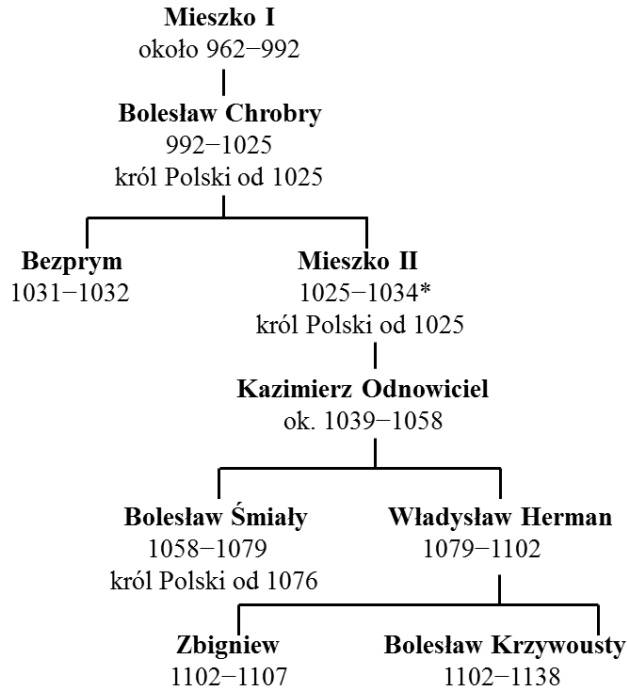 Mieszko I
około 962−992
Bolesław Chrobry
992−1025
król Polski od 1025
Bezprym
1031−1032
Mieszko II
1025−1034*
król Polski od 1025
Kazimierz Odnowiciel
ok. 1039−1058
Bolesław Śmiały
1058−1079
król Polski od 1076
Władysław Herman
1079−1102
Zbigniew
1102−1107
Bolesław Krzywousty
1102−1138